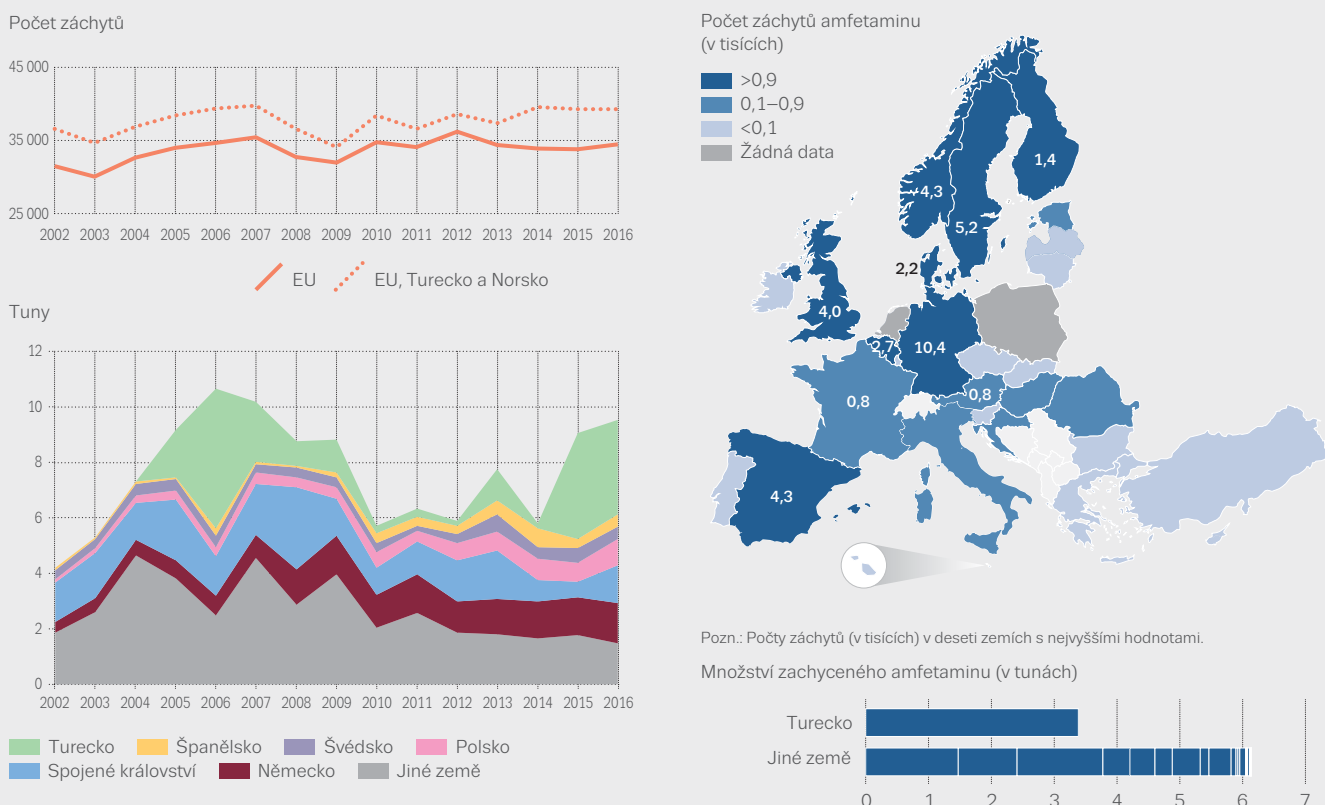 Počet záchytů
45 000
35 000
25 000
2002 2003 2004 2005 2006 2007 2008 2009 2010 2011 2012 2013 2014 2015 2016
EU EU, Turecko a Norsko
Tuny
12
10
8
6
4
2
0
2002 2003 2004 2005 2006 2007 2008 2009 2010 2011 2012 2013 2014 2015 2016
Turecko Španělsko Švédsko Polsko
Spojené království Německo Jiné země
Počet záchytů amfetaminu
(v tisících)
>0,9
0,1–0,9
<0,1
Žádná data
1,4
4,3
5,2
2,2
4,0
2,7
10,4
0,8
0,8
4,3
Pozn.: Počty záchytů (v tisících) v deseti zemích s nejvyššími hodnotami.
Množství zachyceného amfetaminu (v tunách)
Turecko
Jiné země
0 1 2 3 4 5 6 7